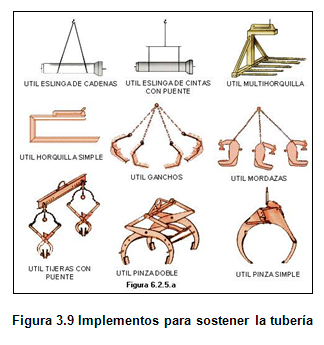 UTIL ESLINGA DE CADENAS
UTIL ESLINGA DE CINTAS
CON PUENTE
UTIL MULTIHORQUILLA
UTIL HORQUILLA SIMPLE
UTIL GANCHOS
UTIL MORDAZAS
UTIL TIJERAS CON
PUENTE
UTIL PINZA DOBLE
UTIL PINZA SIMPLE
Figura 6.2.5.a
Figura 3.9 Implementos para sostener la tubería